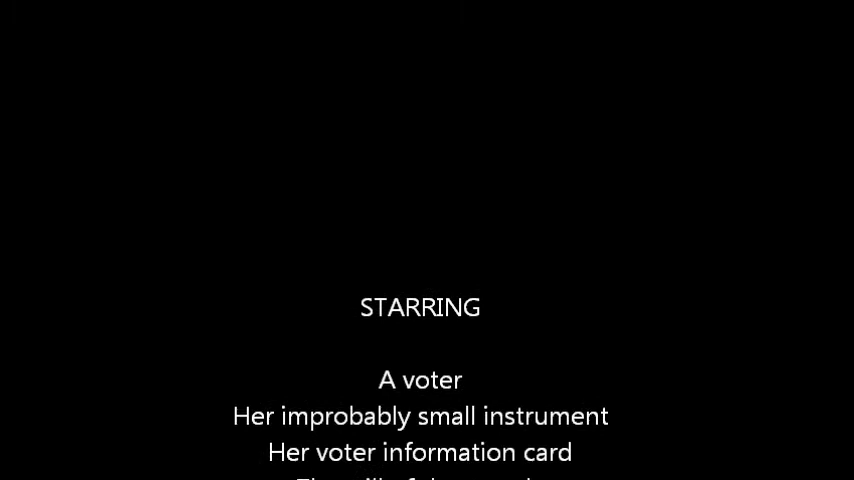 STARRING
A voter
Her improbably small instrument
Her voter information card